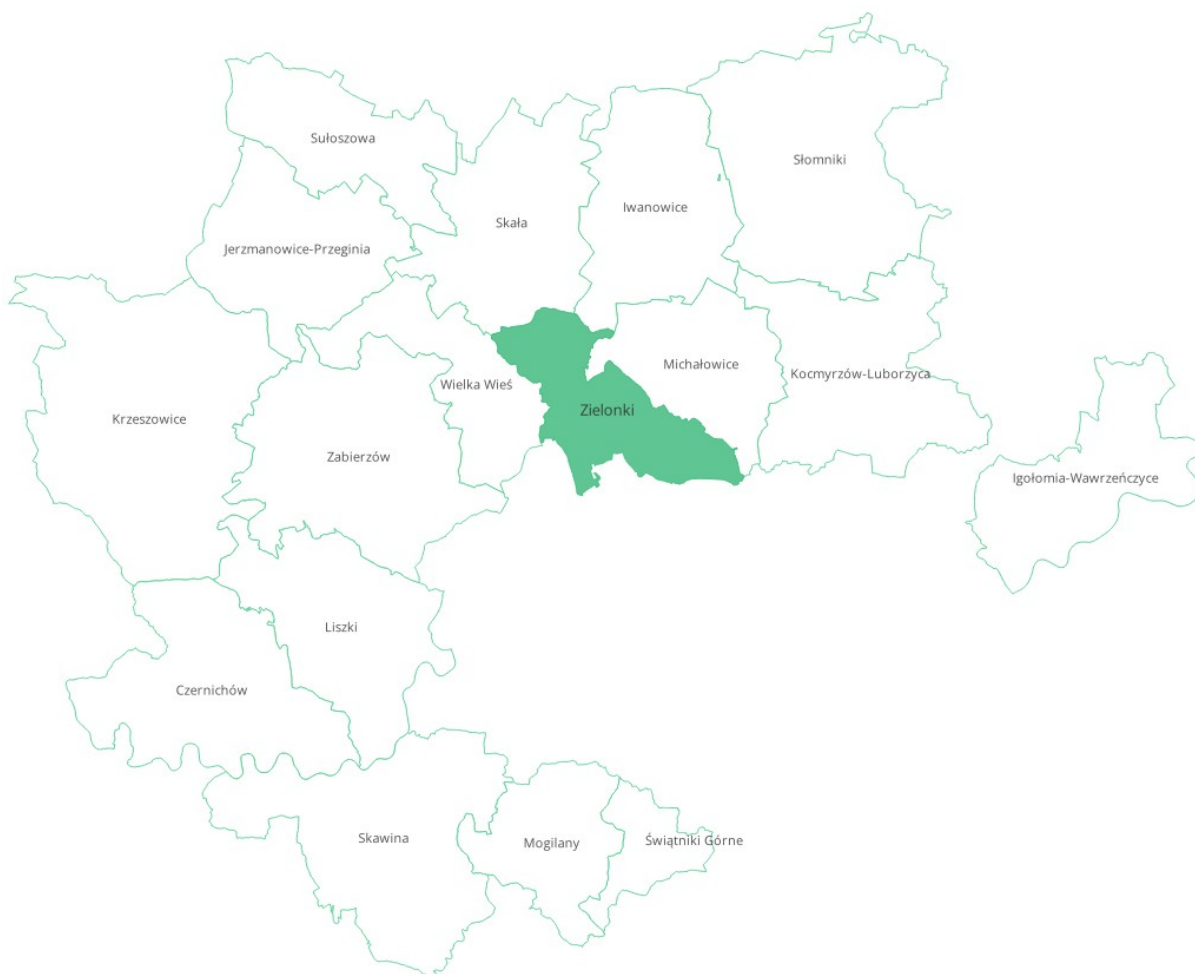 Sułoszowa
Słomniki
Iwanowice
Skała
Jerzmanowice-Przeginia
Michałowice
Kocmyrzów-Luborzyca
Wielka Wieś
Zielonki
Krzeszowice
Zabierzów
Igołomia-Wawrzeńczyce
Liszki
Czernichów
Skawina
Mogilany
Świątniki Górne